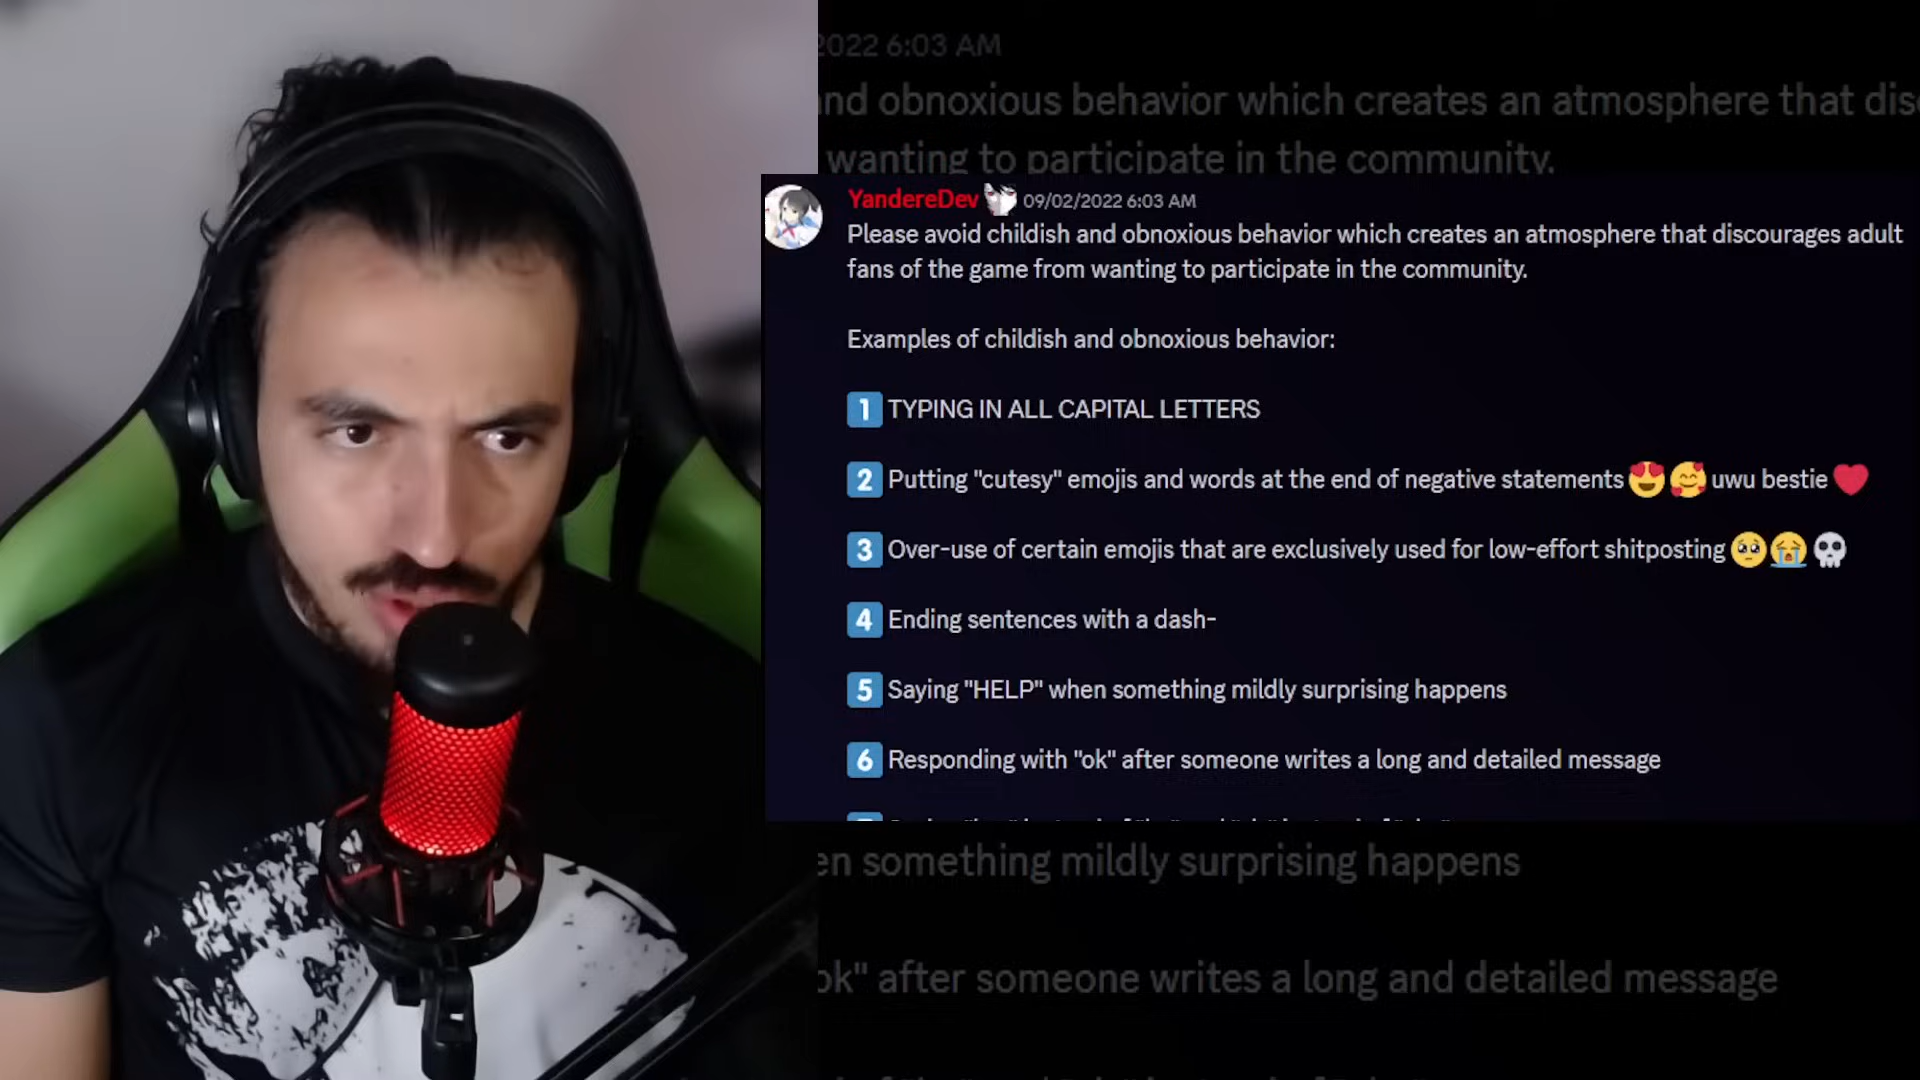 2022 6:03 AM
and obnoxious behavior which creates an atmosphere that dis
wanting to participate in the community.
YandereDev 09/02/2022 6:03 AM
Please avoid childish and obnoxious behavior which creates an atmosphere that discourages adult
fans of the game from wanting to participate in the community.
Examples of childish and obnoxious behavior:
1 TYPING IN ALL CAPITAL LETTERS
2 Putting "cutesy" emojis and words at the end of negative statements 😍 🥰 uwu bestie ❤️
3 Over-use of certain emojis that are exclusively used for low-effort shitposting 🥺 😭 💀
4 Ending sentences with a dash-
5 Saying "HELP" when something mildly surprising happens
6 Responding with "ok" after someone writes a long and detailed message
en something mildly surprising happens
ok" after someone writes a long and detailed message